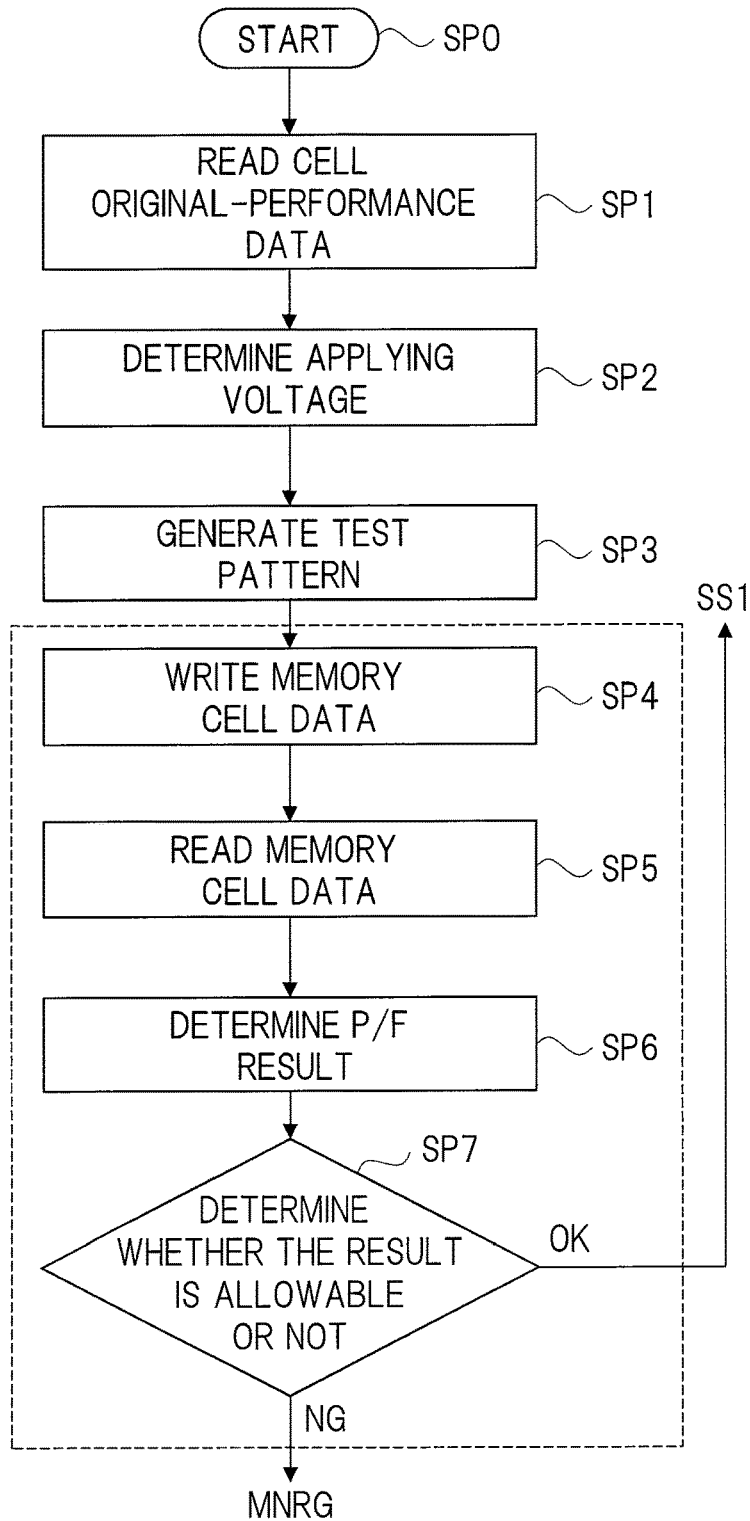 START
SP0
READ CELL
ORIGINAL-PERFORMANCE
DATA
SP1
DETERMINE APPLYING
VOLTAGE
SP2
GENERATE TEST
PATTERN
SP3
SS1
WRITE MEMORY
CELL DATA
SP4
READ MEMORY
CELL DATA
SP5
DETERMINE P/F
RESULT
SP6
SP7
DETERMINE
WHETHER THE RESULT
IS ALLOWABLE
OR NOT
OK
NG
MNRG